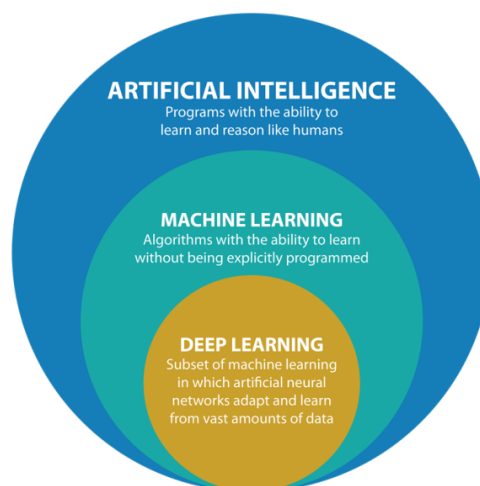 ARTIFICIAL INTELLIGENCE
Programs with the ability to
learn and reason like humans
MACHINE LEARNING
Algorithms with the ability to learn
without being explicitly programmed
DEEP LEARNING
Subset of machine learning
in which artificial neural
networks adapt and learn
from vast amounts of data